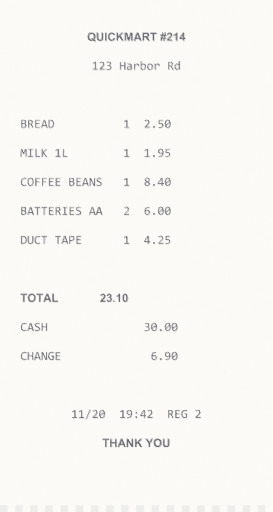 QUICKMART #214
123 Harbor Rd
BREAD 1 2.50
MILK 1L 1 1.95
COFFEE BEANS 1 8.40
BATTERIES AA 2 6.00
DUCT TAPE 1 4.25
TOTAL 23.10
CASH 30.00
CHANGE 6.90
11/20 19:42 REG 2
THANK YOU